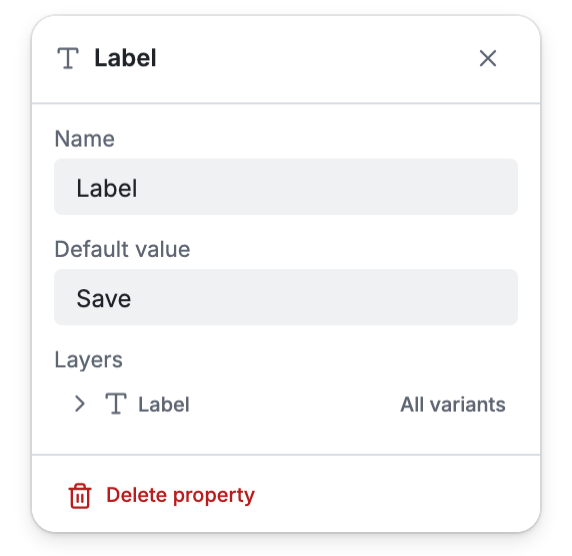 Label
Name
Label
Default value
Save
Layers
Label All variants
Delete property